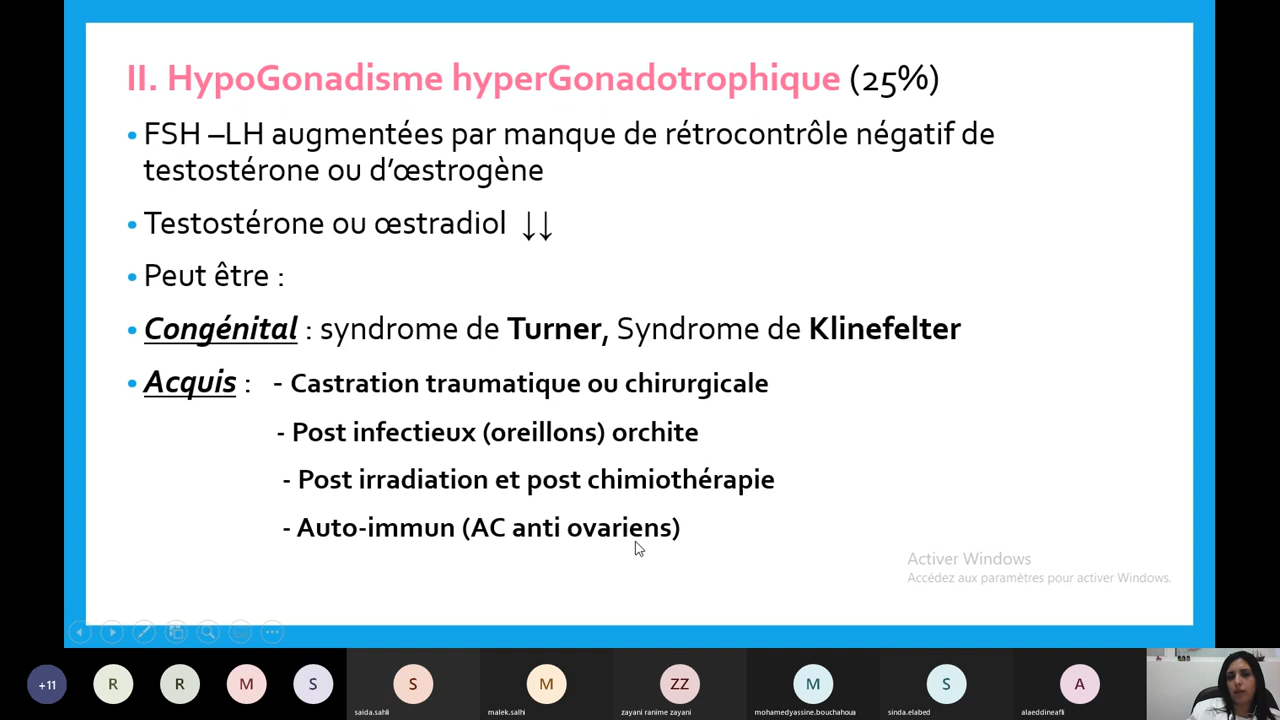 II. HypoGonadisme hyperGonadotrophique (25%)
• FSH –LH augmentées par manque de rétrocontrôle négatif de
testostérone ou d’œstrogène
• Testostérone ou œstradiol ↓↓
• Peut être :
• Congénital : syndrome de Turner, Syndrome de Klinefelter
• Acquis : - Castration traumatique ou chirurgicale
- Post infectieux (oreillons) orchite
- Post irradiation et post chimiothérapie
- Auto-immun (AC anti ovariens)
Activer Windows
Accédez aux paramètres pour activer Windows.
+11 R R M S S M ZZ M S A
saida.sahli malek.salhi zayani ranime zayani mohamedyassine.bouchahoua sinda.elabed alaeddineafli